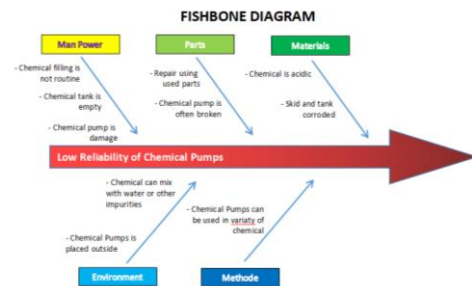 FISHBONE DIAGRAM
Man Power
Parts
Materials
- Chemical filling is
not routine
- Chemical tank is
empty
- Chemical pump is
damage
- Repair using
used parts
- Chemical pump is
often broken
- Chemical is acidic
- Skid and tank
corroded
Low Reliability of Chemical Pumps
- Chemical can mix
with water or other
impurities
- Chemical Pumps is
placed outside
- Chemical Pumps can
be used in variaty of
chemical
Environment
Methode